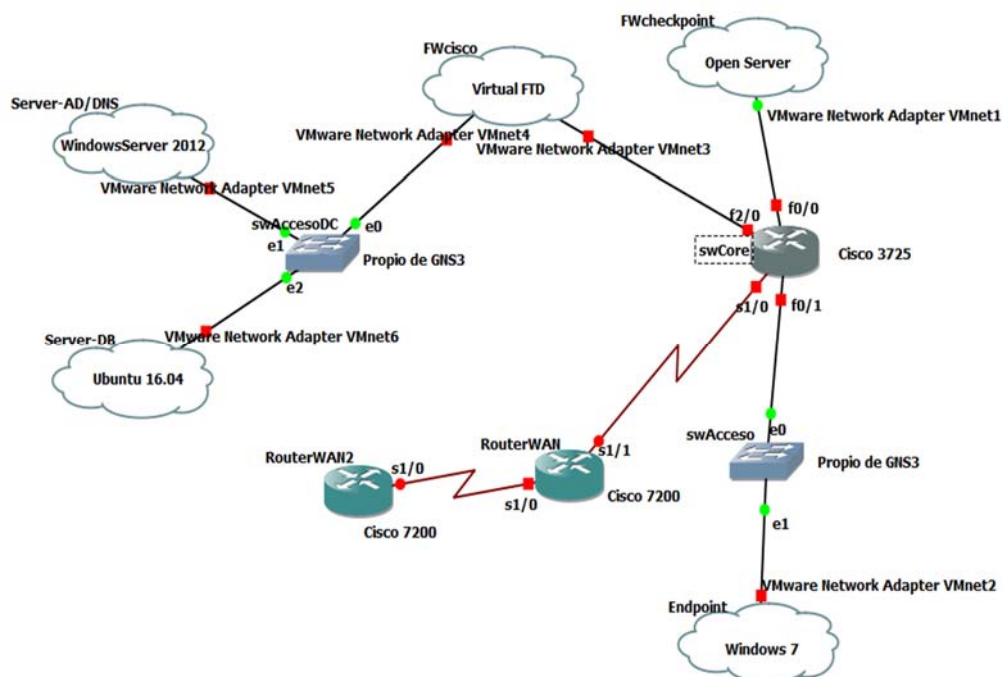 FWcheckpoint
Open Server
VMware Network Adapter VMnet1
FWcisco
Virtual FTD
VMware Network Adapter VMnet4
VMware Network Adapter VMnet3
Server-AD/DNS
WindowsServer 2012
VMware Network Adapter VMnet5
swAccesoDC
e0
e1
Propio de GNS3
e2
VMware Network Adapter VMnet6
Server-DB
Ubuntu 16.04
f2/0
f0/0
swCore
Cisco 3725
s1/0
f0/1
RouterWAN2
s1/0
Cisco 7200
RouterWAN
s1/1
s1/0
Cisco 7200
swAcceso
e0
Propio de GNS3
e1
VMware Network Adapter VMnet2
Endpoint
Windows 7